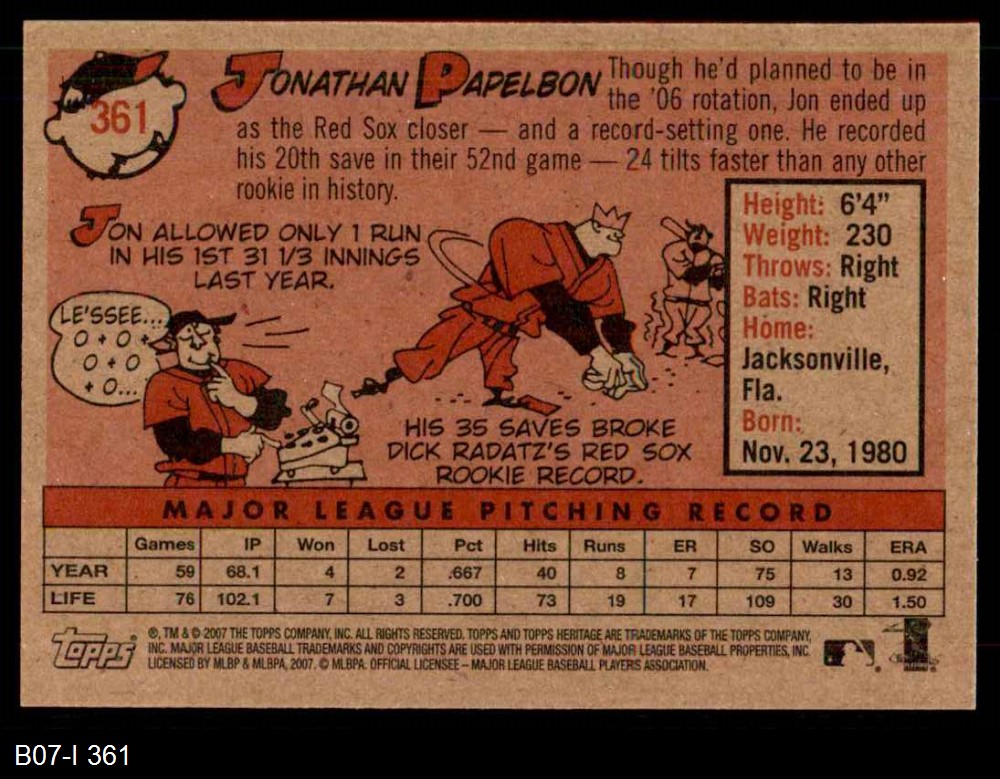 361
JONATHAN PAPELBON
Though he'd planned to be in
the '06 rotation, Jon ended up
as the Red Sox closer — and a record-setting one. He recorded
his 20th save in their 52nd game — 24 tilts faster than any other
rookie in history.
JON ALLOWED ONLY 1 RUN
IN HIS 1ST 31 1/3 INNINGS
LAST YEAR.
LE'SSEE...
0 + 0 +
0 + 0
+ 0...
HIS 35 SAVES BROKE
DICK RADATZ'S RED SOX
ROOKIE RECORD.
Height: 6'4"
Weight: 230
Throws: Right
Bats: Right
Home:
Jacksonville,
Fla.
Born:
Nov. 23, 1980
MAJOR LEAGUE PITCHING RECORD
Games IP Won Lost Pct Hits Runs ER SO Walks ERA
YEAR 59 68.1 4 2 .667 40 8 7 75 13 0.92
LIFE 76 102.1 7 3 .700 73 19 17 109 30 1.50
Topps
®, TM & © 2007 THE TOPPS COMPANY, INC. ALL RIGHTS RESERVED. TOPPS AND TOPPS HERITAGE ARE TRADEMARKS OF THE TOPPS COMPANY,
INC. MAJOR LEAGUE BASEBALL TRADEMARKS AND COPYRIGHTS ARE USED WITH PERMISSION OF MAJOR LEAGUE BASEBALL PROPERTIES, INC.
LICENSED BY MLBP & MLBPA, 2007. © MLBPA. OFFICIAL LICENSEE – MAJOR LEAGUE BASEBALL PLAYERS ASSOCIATION.
B07-I 361